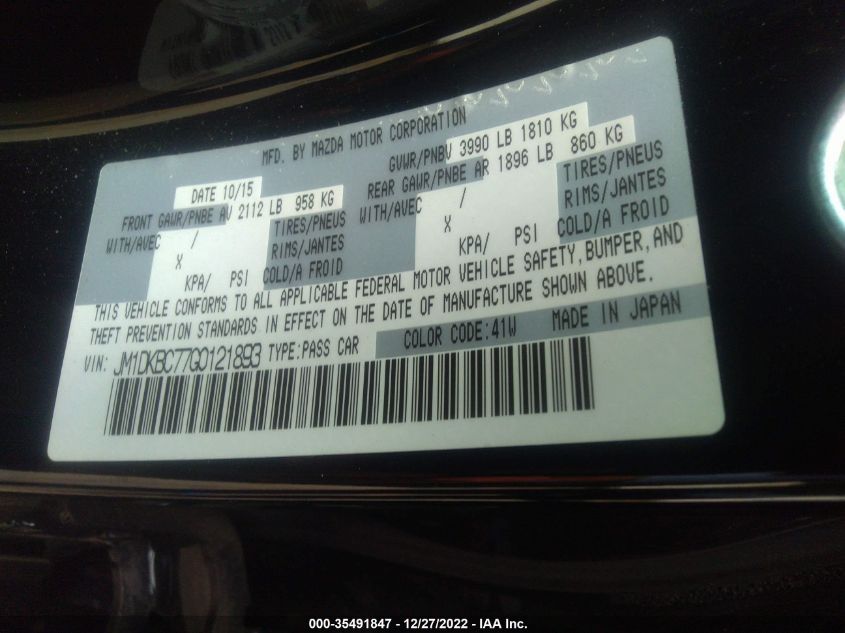 MFD. BY MAZDA MOTOR CORPORATION
DATE 10/15
GVWR/PNBV 3990 LB 1810 KG
FRONT GAWR/PNBE AV 2112 LB 958 KG
REAR GAWR/PNBE AR 1896 LB 860 KG
WITH/AVEC / TIRES/PNEUS
WITH/AVEC / TIRES/PNEUS
X RIMS/JANTES
X RIMS/JANTES
KPA/ PSI COLD/A FROID
KPA/ PSI COLD/A FROID
THIS VEHICLE CONFORMS TO ALL APPLICABLE FEDERAL MOTOR VEHICLE SAFETY, BUMPER, AND
THEFT PREVENTION STANDARDS IN EFFECT ON THE DATE OF MANUFACTURE SHOWN ABOVE.
VIN: JM1DKBC77G0121893 TYPE:PASS CAR COLOR CODE:41W MADE IN JAPAN
000-35491847 - 12/27/2022 - IAA Inc.